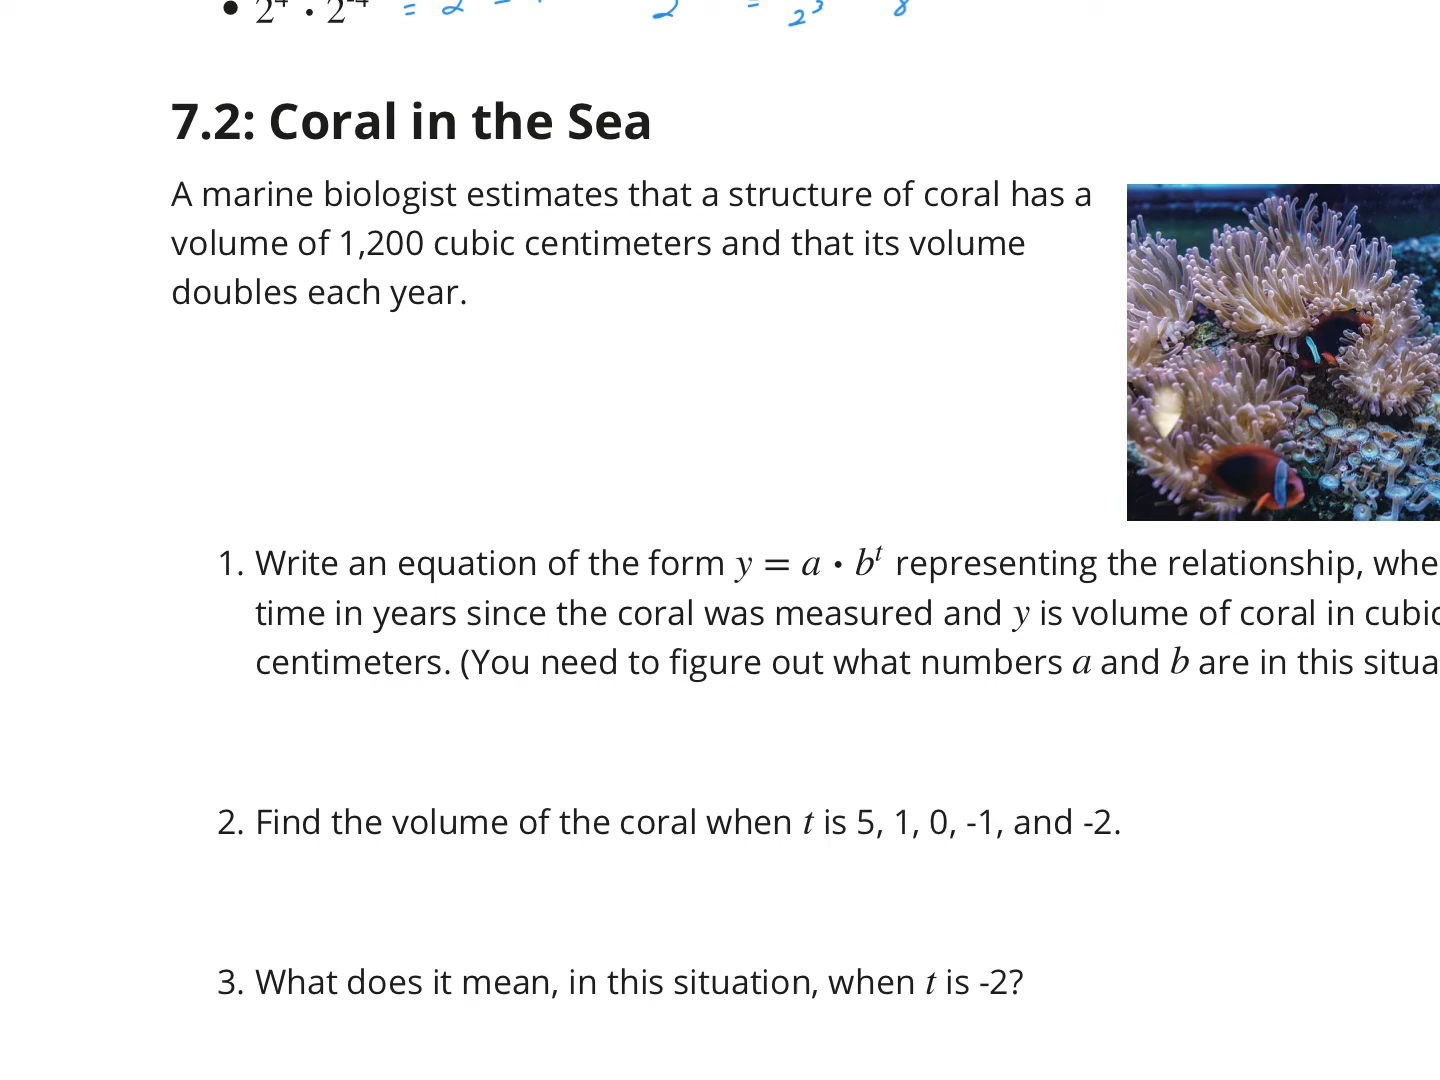 • 2⁴ · 2⁻⁴ =
7.2: Coral in the Sea
A marine biologist estimates that a structure of coral has a
volume of 1,200 cubic centimeters and that its volume
doubles each year.
1. Write an equation of the form y = a · bᵗ representing the relationship,
time in years since the coral was measured and y is volume of coral in
centimeters. (You need to figure out what numbers a and b are in this
2. Find the volume of the coral when t is 5, 1, 0, -1, and -2.
3. What does it mean, in this situation, when t is -2?